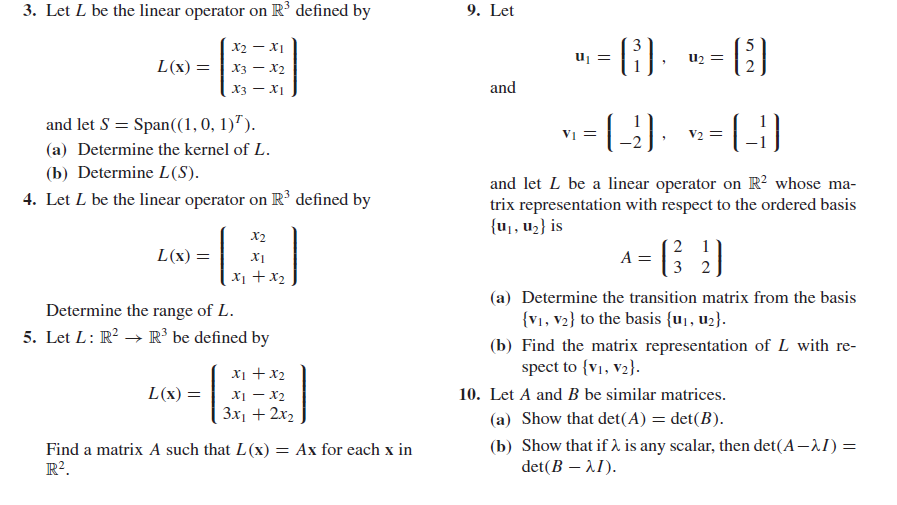 3. Let L be the linear operator on ℝ³ defined by
L(x) = ( x₂ − x₁
x₃ − x₂
x₃ − x₁ )
and let S = Span((1, 0, 1)ᵀ).
(a) Determine the kernel of L.
(b) Determine L(S).
4. Let L be the linear operator on ℝ³ defined by
L(x) = ( x₂
x₁
x₁ + x₂ )
Determine the range of L.
5. Let L: ℝ² → ℝ³ be defined by
L(x) = ( x₁ + x₂
x₁ − x₂
3x₁ + 2x₂ )
Find a matrix A such that L(x) = Ax for each x in
ℝ².
9. Let
u₁ = ( 3
1 ), u₂ = ( 5
2 )
and
v₁ = ( 1
−2 ), v₂ = ( 1
−1 )
and let L be a linear operator on ℝ² whose ma-
trix representation with respect to the ordered basis
{u₁, u₂} is
A = ( 2 1
3 2 )
(a) Determine the transition matrix from the basis
{v₁, v₂} to the basis {u₁, u₂}.
(b) Find the matrix representation of L with re-
spect to {v₁, v₂}.
10. Let A and B be similar matrices.
(a) Show that det(A) = det(B).
(b) Show that if λ is any scalar, then det(A−λI) =
det(B − λI).